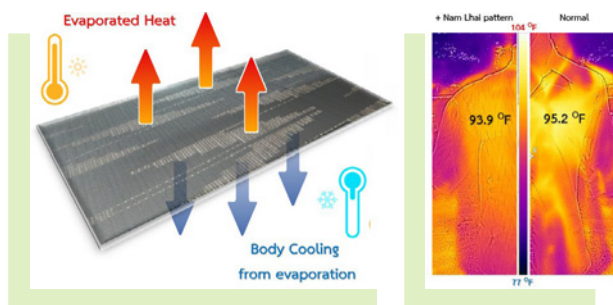 Evaporated Heat
Body Cooling
from evaporation
+ Nam Lhai pattern
104 °F
Normal
93.9 °F
95.2 °F
77 °F